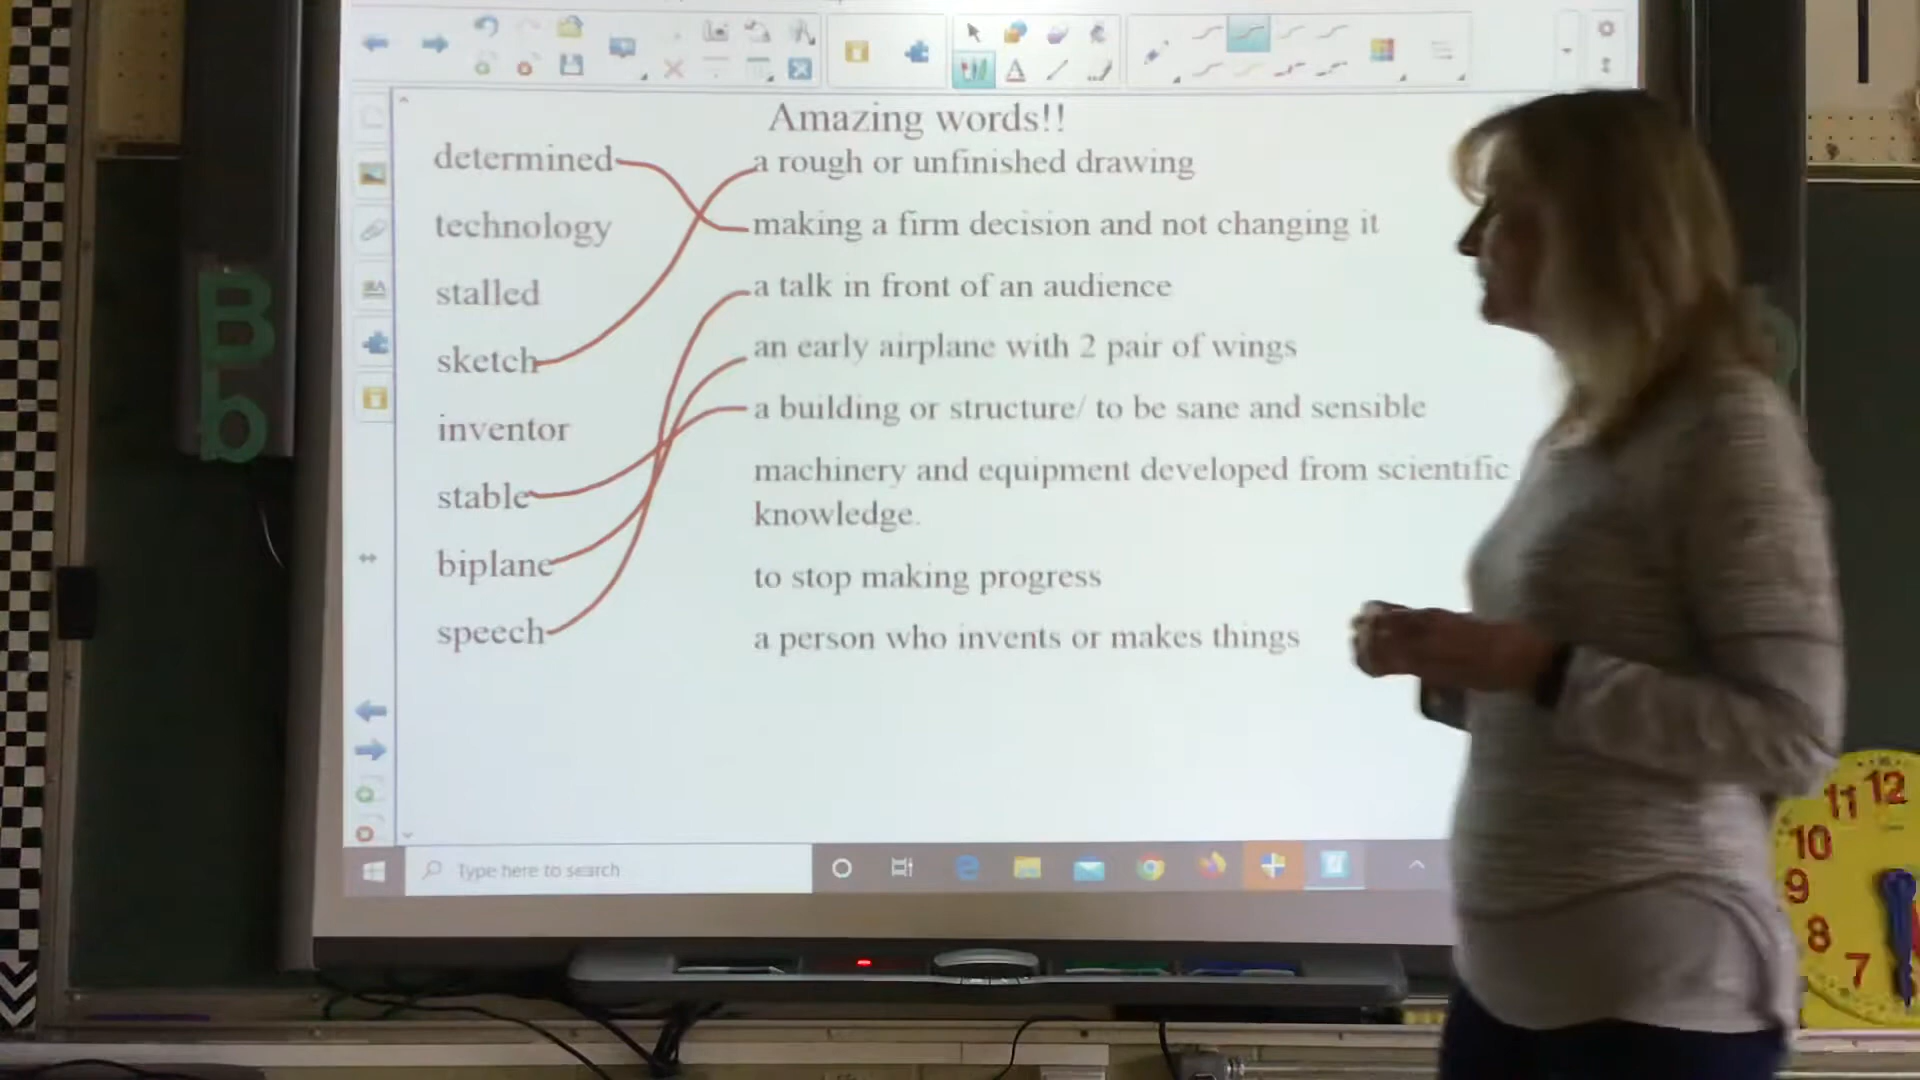 Amazing words!!
determined
a rough or unfinished drawing
technology
making a firm decision and not changing it
stalled
a talk in front of an audience
sketch
an early airplane with 2 pair of wings
inventor
a building or structure/ to be sane and sensible
stable
machinery and equipment developed from scientific
knowledge.
biplane
to stop making progress
speech
a person who invents or makes things
Type here to search
B
b
12
11
10
9
8
7